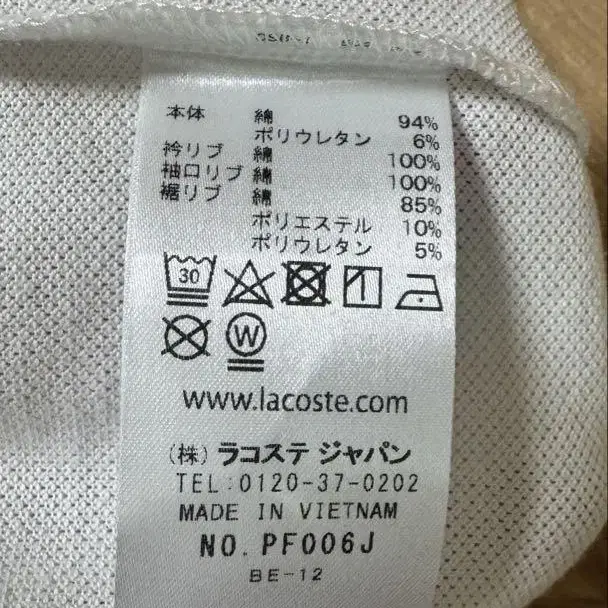 本体 綿 94%
ポリウレタン 6%
衿リブ 綿 100%
袖口リブ 綿 100%
裾リブ 綿 85%
ポリエステル 10%
ポリウレタン 5%
30
W
www.lacoste.com
(株) ラコステ ジャパン
TEL:0120-37-0202
MADE IN VIETNAM
NO. PF006J
BE-12